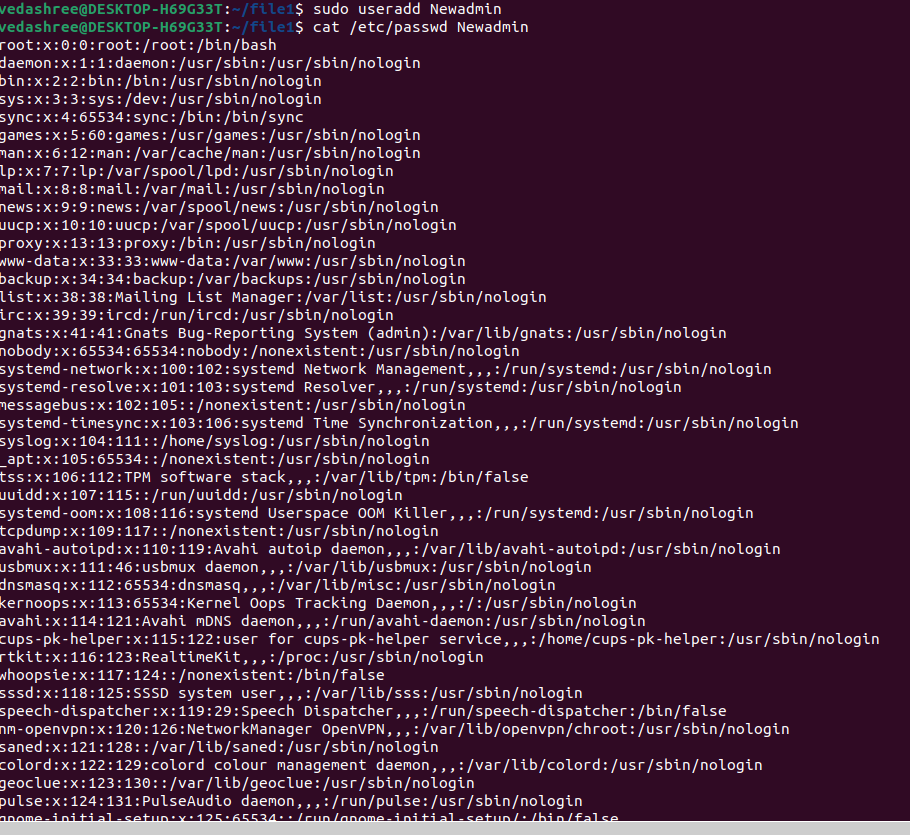 vedashree@DESKTOP-H69G33T:~/file1$ sudo useradd Newadmin
vedashree@DESKTOP-H69G33T:~/file1$ cat /etc/passwd Newadmin
root:x:0:0:root:/root:/bin/bash
daemon:x:1:1:daemon:/usr/sbin:/usr/sbin/nologin
bin:x:2:2:bin:/bin:/usr/sbin/nologin
sys:x:3:3:sys:/dev:/usr/sbin/nologin
sync:x:4:65534:sync:/bin:/bin/sync
games:x:5:60:games:/usr/games:/usr/sbin/nologin
man:x:6:12:man:/var/cache/man:/usr/sbin/nologin
lp:x:7:7:lp:/var/spool/lpd:/usr/sbin/nologin
mail:x:8:8:mail:/var/mail:/usr/sbin/nologin
news:x:9:9:news:/var/spool/news:/usr/sbin/nologin
uucp:x:10:10:uucp:/var/spool/uucp:/usr/sbin/nologin
proxy:x:13:13:proxy:/bin:/usr/sbin/nologin
www-data:x:33:33:www-data:/var/www:/usr/sbin/nologin
backup:x:34:34:backup:/var/backups:/usr/sbin/nologin
list:x:38:38:Mailing List Manager:/var/list:/usr/sbin/nologin
irc:x:39:39:ircd:/run/ircd:/usr/sbin/nologin
gnats:x:41:41:Gnats Bug-Reporting System (admin):/var/lib/gnats:/usr/sbin/nologin
nobody:x:65534:65534:nobody:/nonexistent:/usr/sbin/nologin
systemd-network:x:100:102:systemd Network Management,,,:/run/systemd:/usr/sbin/nologin
systemd-resolve:x:101:103:systemd Resolver,,,:/run/systemd:/usr/sbin/nologin
messagebus:x:102:105::/nonexistent:/usr/sbin/nologin
systemd-timesync:x:103:106:systemd Time Synchronization,,,:/run/systemd:/usr/sbin/nologin
syslog:x:104:111::/home/syslog:/usr/sbin/nologin
_apt:x:105:65534::/nonexistent:/usr/sbin/nologin
tss:x:106:112:TPM software stack,,,:/var/lib/tpm:/bin/false
uuidd:x:107:115::/run/uuidd:/usr/sbin/nologin
systemd-oom:x:108:116:systemd Userspace OOM Killer,,,:/run/systemd:/usr/sbin/nologin
tcpdump:x:109:117::/nonexistent:/usr/sbin/nologin
avahi-autoipd:x:110:119:Avahi autoip daemon,,,:/var/lib/avahi-autoipd:/usr/sbin/nologin
usbmux:x:111:46:usbmux daemon,,,:/var/lib/usbmux:/usr/sbin/nologin
dnsmasq:x:112:65534:dnsmasq,,,:/var/lib/misc:/usr/sbin/nologin
kernoops:x:113:65534:Kernel Oops Tracking Daemon,,,:/:/usr/sbin/nologin
avahi:x:114:121:Avahi mDNS daemon,,,:/run/avahi-daemon:/usr/sbin/nologin
cups-pk-helper:x:115:122:user for cups-pk-helper service,,,:/home/cups-pk-helper:/usr/sbin/nologin
rtkit:x:116:123:RealtimeKit,,,:/proc:/usr/sbin/nologin
whoopsie:x:117:124::/nonexistent:/bin/false
sssd:x:118:125:SSSD system user,,,:/var/lib/sss:/usr/sbin/nologin
speech-dispatcher:x:119:29:Speech Dispatcher,,,:/run/speech-dispatcher:/bin/false
nm-openvpn:x:120:126:NetworkManager OpenVPN,,,:/var/lib/openvpn/chroot:/usr/sbin/nologin
saned:x:121:128::/var/lib/saned:/usr/sbin/nologin
colord:x:122:129:colord colour management daemon,,,:/var/lib/colord:/usr/sbin/nologin
geoclue:x:123:130::/var/lib/geoclue:/usr/sbin/nologin
pulse:x:124:131:PulseAudio daemon,,,:/run/pulse:/usr/sbin/nologin
gnome-initial-setup:x:125:65534::/run/gnome-initial-setup/:/bin/false